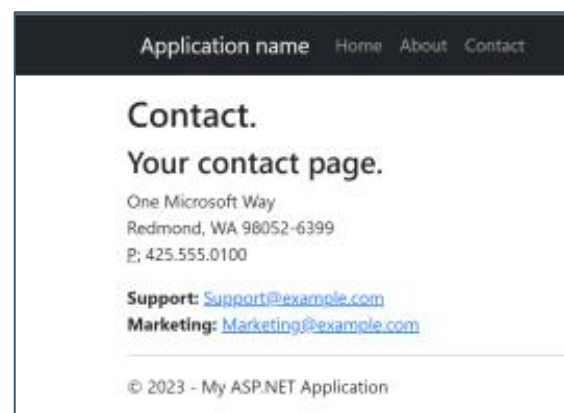 Application name Home About Contact
Contact.
Your contact page.
One Microsoft Way
Redmond, WA 98052-6399
P: 425.555.0100
Support: Support@example.com
Marketing: Marketing@example.com
© 2023 - My ASP.NET Application